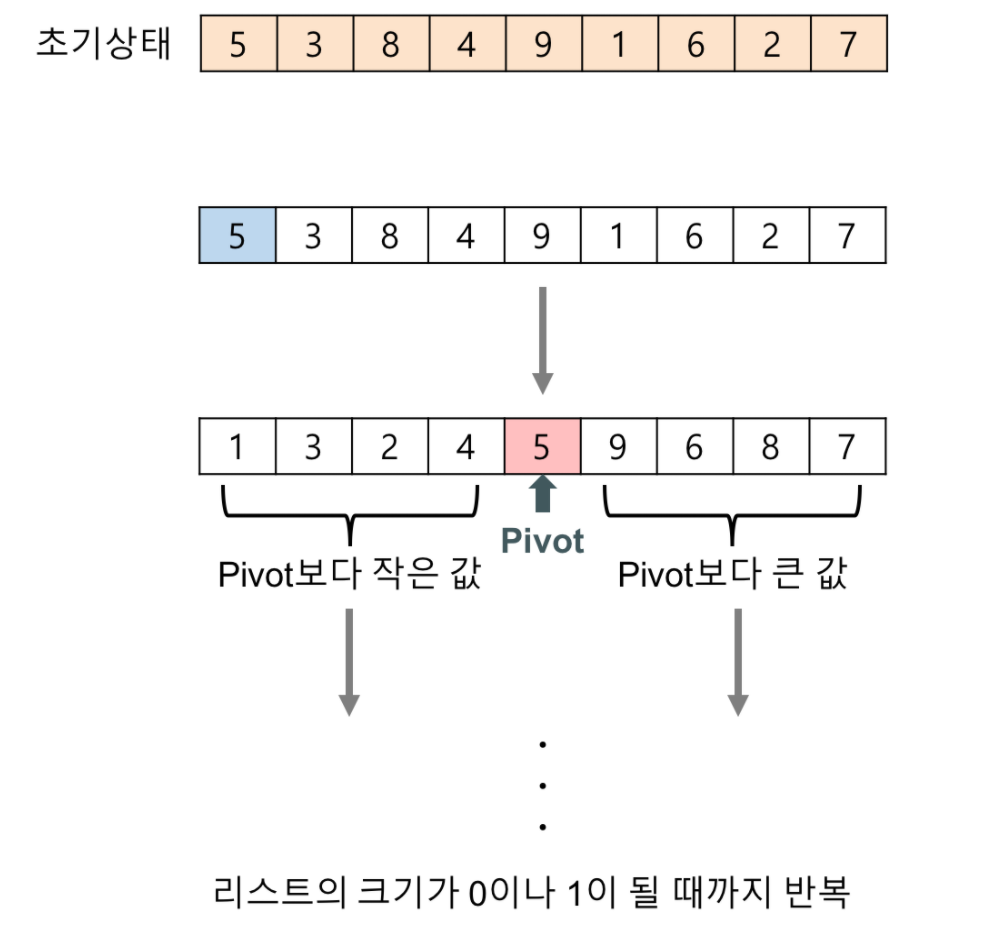 초기상태 5 3 8 4 9 1 6 2 7
5 3 8 4 9 1 6 2 7
1 3 2 4 5 9 6 8 7
Pivot
Pivot보다 작은 값 Pivot보다 큰 값
리스트의 크기가 0이나 1이 될 때까지 반복